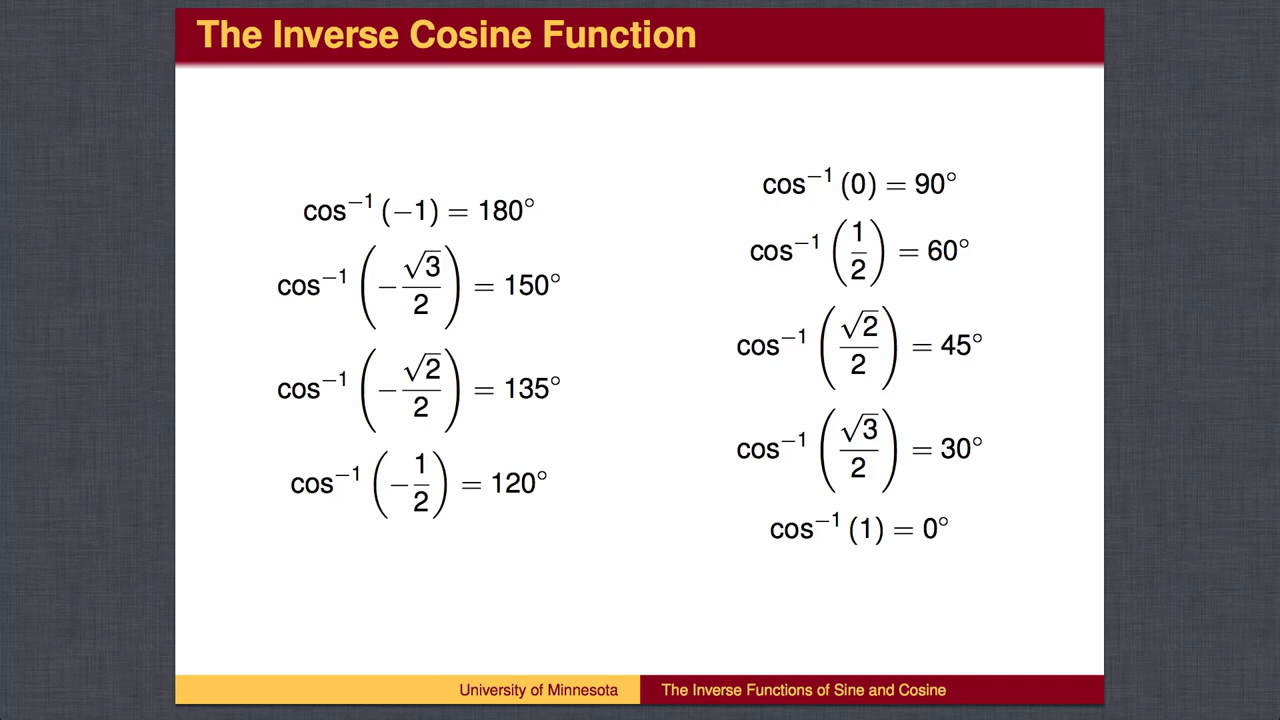 The Inverse Cosine Function
cos⁻¹ (−1) = 180°
cos⁻¹ (−√3/2) = 150°
cos⁻¹ (−√2/2) = 135°
cos⁻¹ (−1/2) = 120°
cos⁻¹ (0) = 90°
cos⁻¹ (1/2) = 60°
cos⁻¹ (√2/2) = 45°
cos⁻¹ (√3/2) = 30°
cos⁻¹ (1) = 0°
University of Minnesota
The Inverse Functions of Sine and Cosine